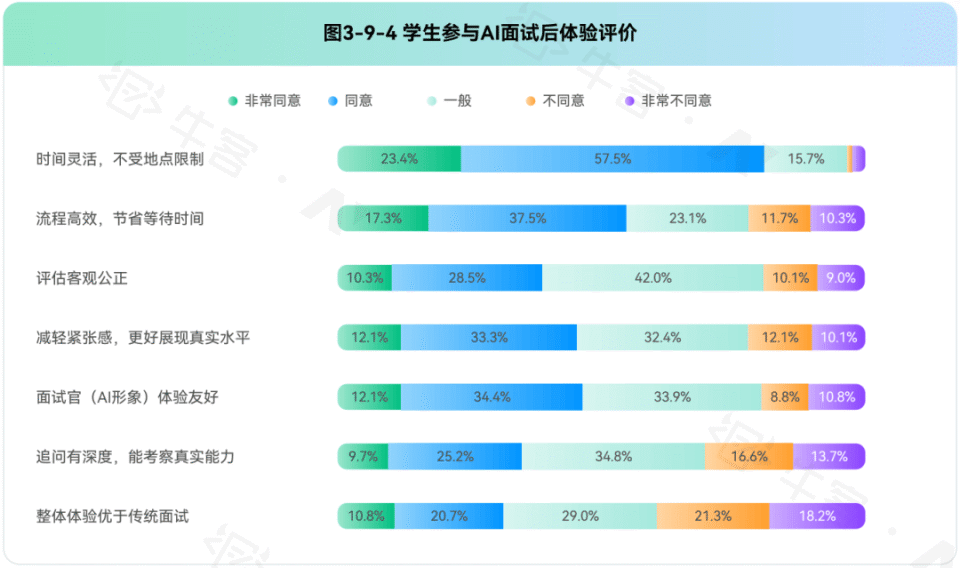 图3-9-4 学生参与AI面试后体验评价
非常同意 同意 一般 不同意 非常不同意
时间灵活，不受地点限制 23.4% 57.5% 15.7%
流程高效，节省等待时间 17.3% 37.5% 23.1% 11.7% 10.3%
评估客观公正 10.3% 28.5% 42.0% 10.1% 9.0%
减轻紧张感，更好展现真实水平 12.1% 33.3% 32.4% 12.1% 10.1%
面试官（AI形象）体验友好 12.1% 34.4% 33.9% 8.8% 10.8%
追问有深度，能考察真实能力 9.7% 25.2% 34.8% 16.6% 13.7%
整体体验优于传统面试 10.8% 20.7% 29.0% 21.3% 18.2%
牛客
牛客
牛客
牛客